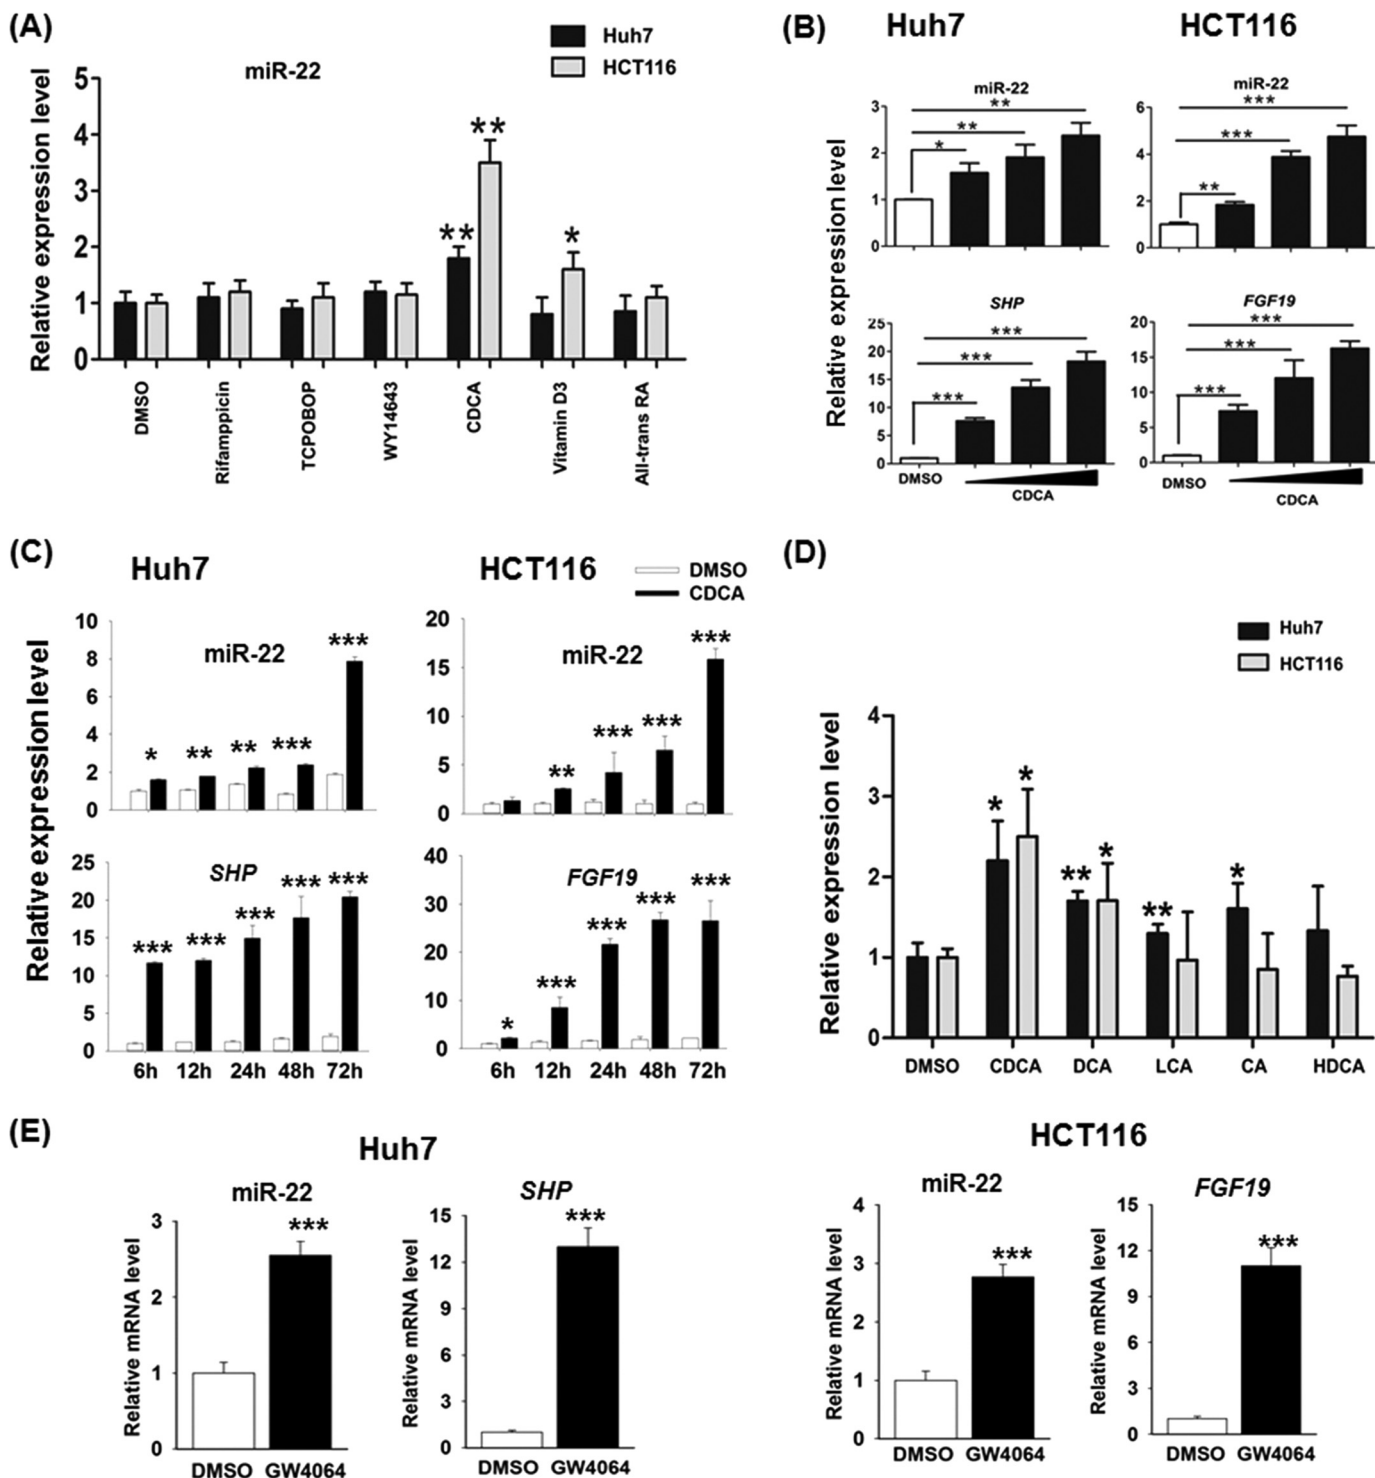 (A)
miR-22
Huh7
HCT116
Relative expression level
5
4
3
2
1
0
** ** *
DMSO
Rifamppicin
TCPOBOP
WY14643
CDCA
Vitamin D3
All-trans RA
(B)
Huh7
HCT116
Relative expression level
miR-22
3
2
1
0
**
**
*
miR-22
6
4
2
0
***
***
**
SHP
25
20
15
10
5
0
***
***
***
DMSO
CDCA
FGF19
20
15
10
5
0
***
***
***
DMSO
CDCA
(C)
Huh7
HCT116
DMSO
CDCA
Relative expression level
Relative expression level
miR-22
10
8
6
4
2
0
* ** ** *** ***
miR-22
20
15
10
5
0
** *** *** ***
SHP
25
20
15
10
5
0
*** *** *** *** ***
6h 12h 24h 48h 72h
FGF19
40
30
20
10
0
* *** *** *** ***
6h 12h 24h 48h 72h
(D)
Huh7
HCT116
Relative expression level
4
3
2
1
0
* * ** * ** *
DMSO CDCA DCA LCA CA HDCA
(E)
Huh7
miR-22
Relative mRNA level
3
2
2
1
0
***
DMSO GW4064
SHP
Relative mRNA level
15
12
9
6
3
0
***
DMSO GW4064
HCT116
miR-22
Relative mRNA level
4
3
2
1
0
***
DMSO GW4064
FGF19
Relative mRNA level
15
12
9
6
3
0
***
DMSO GW4064